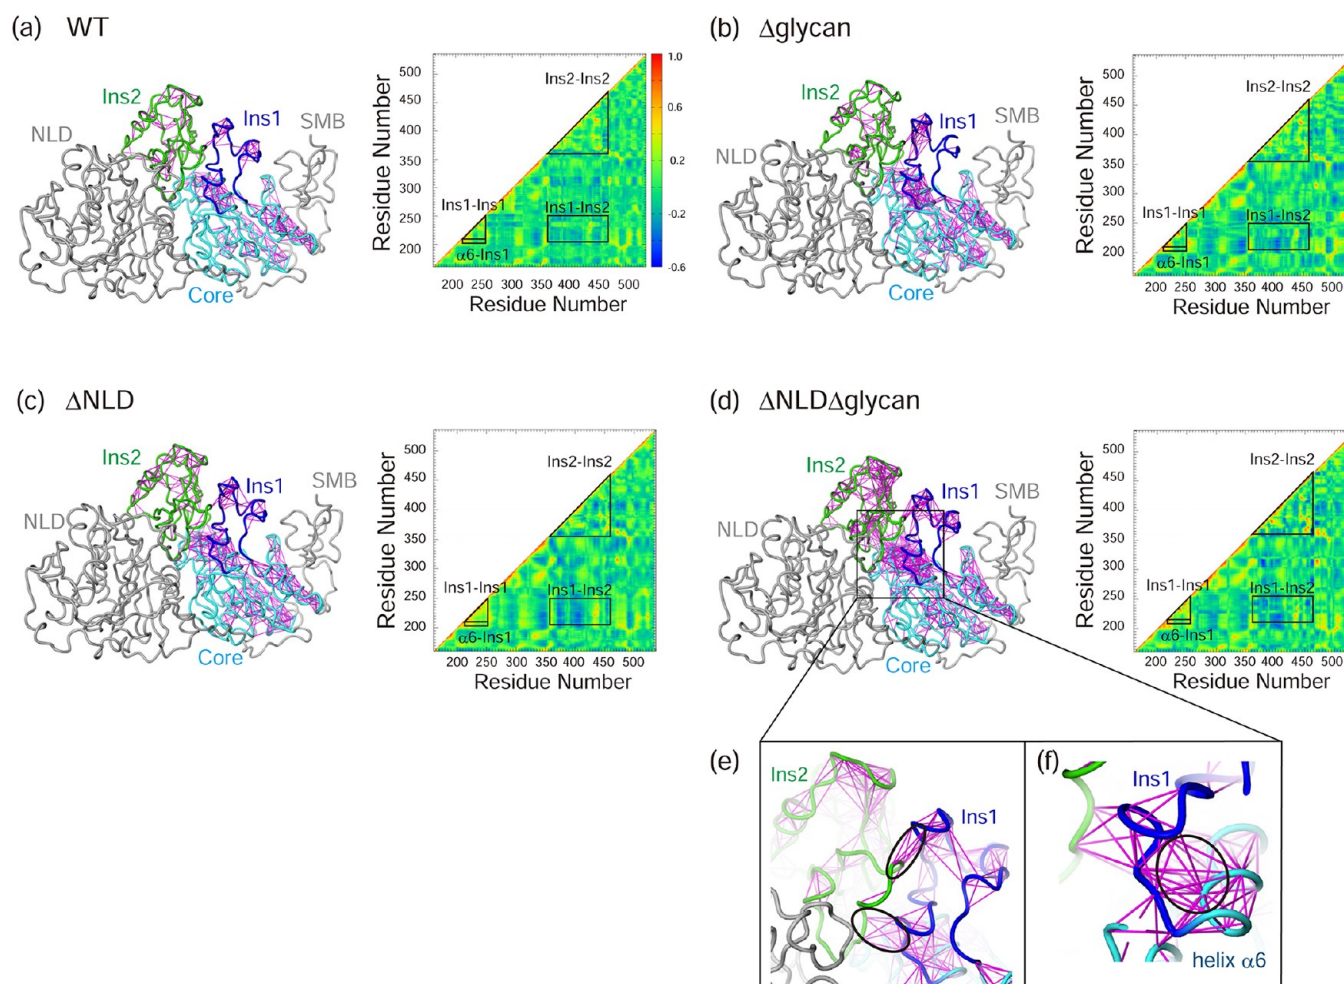 (a) WT
Ins2
Ins1
SMB
NLD
Core
Residue Number
500
450
400
350
300
250
200
Ins2-Ins2
Ins1-Ins1
Ins1-Ins2
α6-Ins1
200 250 300 350 400 450 500
Residue Number
1.0
0.6
0.2
-0.2
-0.6
(b) Δglycan
Ins2
Ins1
SMB
NLD
Core
Residue Number
500
450
400
350
300
250
200
Ins2-Ins2
Ins1-Ins1
Ins1-Ins2
α6-Ins1
200 250 300 350 400 450 500
Residue Number
(c) ΔNLD
Ins2
Ins1
SMB
NLD
Core
Residue Number
500
450
400
350
300
250
200
Ins2-Ins2
Ins1-Ins1
Ins1-Ins2
α6-Ins1
200 250 300 350 400 450 500
Residue Number
(d) ΔNLDΔglycan
Ins2
Ins1
SMB
NLD
Core
Residue Number
500
450
400
350
300
250
200
Ins2-Ins2
Ins1-Ins1
Ins1-Ins2
α6-Ins1
200 250 300 350 400 450 500
Residue Number
(e)
Ins2
Ins1
(f)
Ins1
helix α6